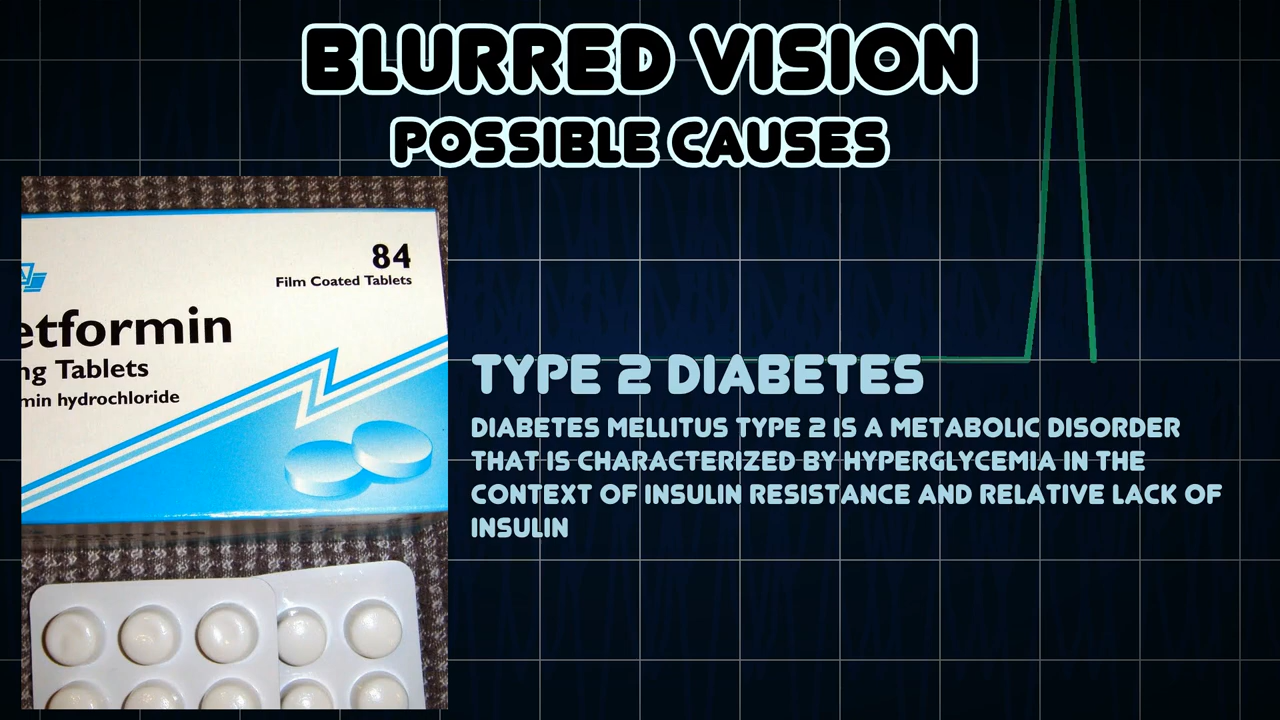 BLURRED VISION
POSSIBLE CAUSES
84
Film Coated Tablets
etformin
ng Tablets
min hydrochloride
TYPE 2 DIABETES
DIABETES MELLITUS TYPE 2 IS A METABOLIC DISORDER
THAT IS CHARACTERIZED BY HYPERGLYCEMIA IN THE
CONTEXT OF INSULIN RESISTANCE AND RELATIVE LACK OF
INSULIN